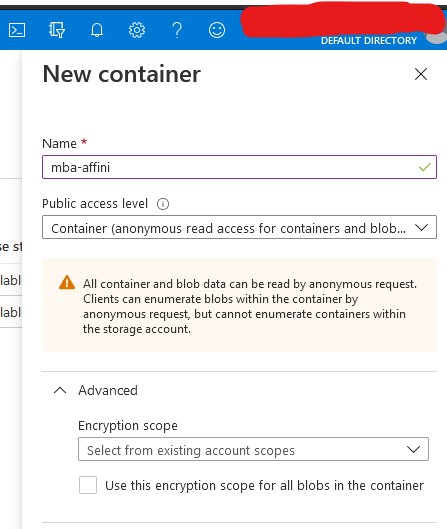 DEFAULT DIRECTORY
New container
Name *
mba-affini
Public access level
Container (anonymous read access for containers and blob...
se st
All container and blob data can be read by anonymous request.
labl
Clients can enumerate blobs within the container by
anonymous request, but cannot enumerate containers within
labl
the storage account.
Advanced
Encryption scope
Select from existing account scopes
Use this encryption scope for all blobs in the container